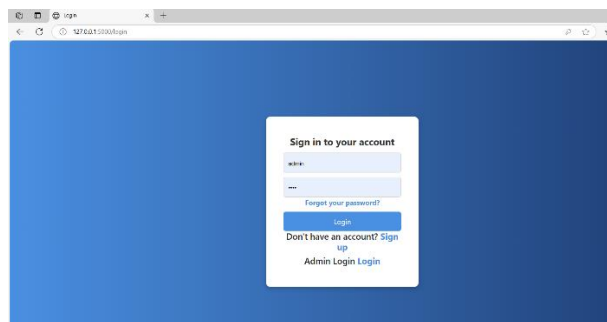 Login
127.0.0.1:5000/login
Sign in to your account
admin
••••
Forgot your password?
Login
Don't have an account? Sign
up
Admin Login Login